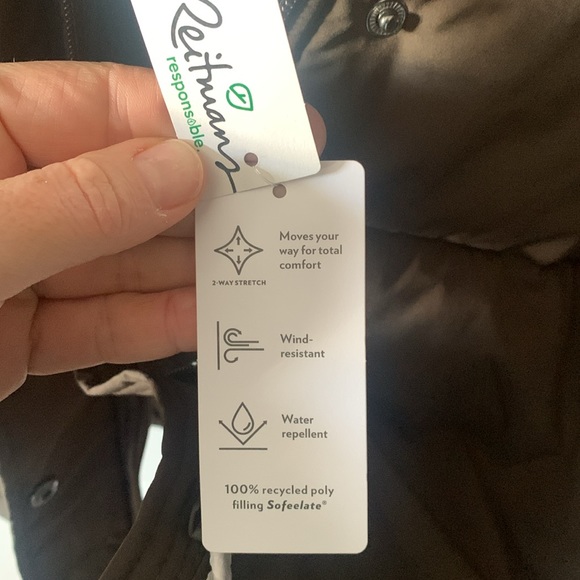 Reitmans
responsible.
Moves your
way for total
comfort
2-WAY STRETCH
Wind-
resistant
Water
repellent
100% recycled poly
filling Sofeelate®